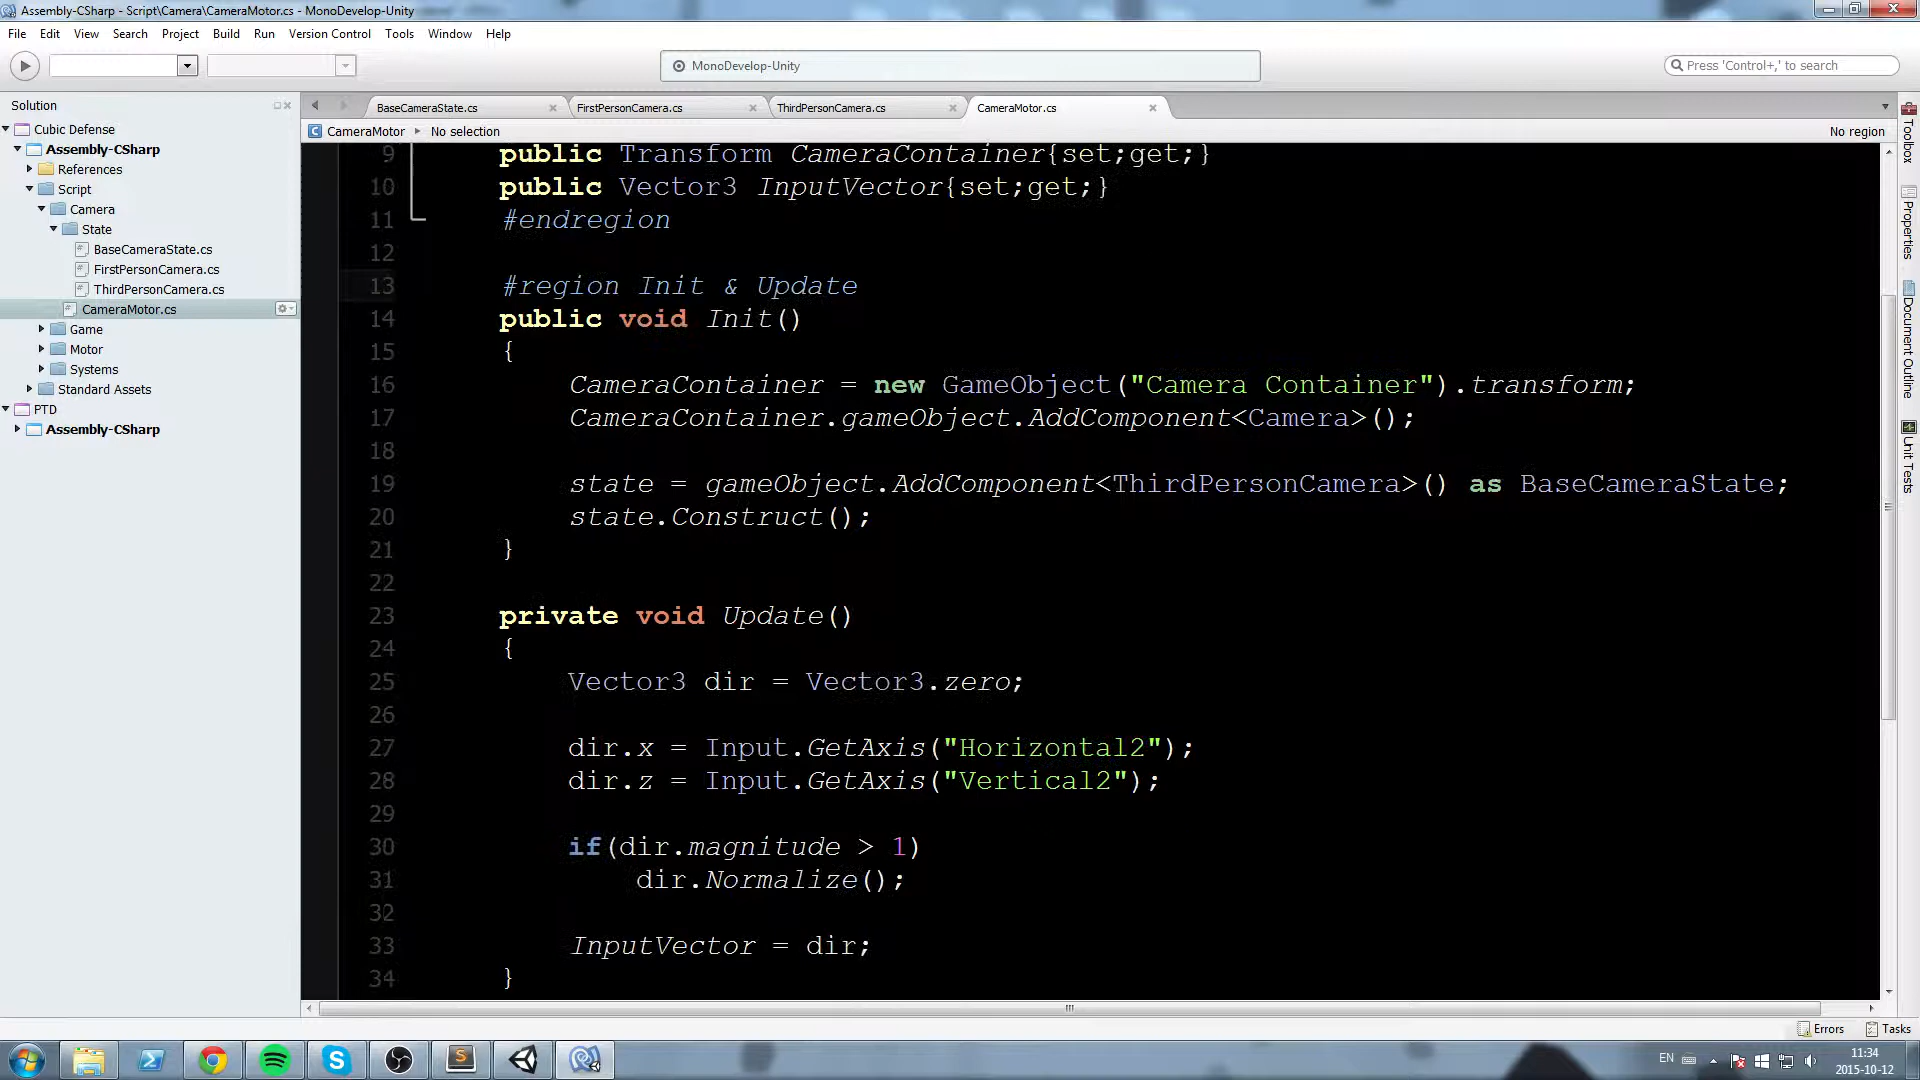 Assembly-CSharp - Script\Camera\CameraMotor.cs - MonoDevelop-Unity
File Edit View Search Project Build Run Version Control Tools Window Help
MonoDevelop-Unity
Press 'Control+,' to search
Solution
BaseCameraState.cs
FirstPersonCamera.cs
ThirdPersonCamera.cs
CameraMotor.cs
CameraMotor
No selection
No region
Cubic Defense
Assembly-CSharp
References
Script
Camera
State
BaseCameraState.cs
FirstPersonCamera.cs
ThirdPersonCamera.cs
CameraMotor.cs
Game
Motor
Systems
Standard Assets
PTD
Assembly-CSharp
9 public Transform CameraContainer{set;get;}
10 public Vector3 InputVector{set;get;}
11 #endregion
12
13 #region Init & Update
14 public void Init()
15 {
16 CameraContainer = new GameObject("Camera Container").transform;
17 CameraContainer.gameObject.AddComponent<Camera>();
18
19 state = gameObject.AddComponent<ThirdPersonCamera>() as BaseCameraState;
20 state.Construct();
21 }
22
23 private void Update()
24 {
25 Vector3 dir = Vector3.zero;
26
27 dir.x = Input.GetAxis("Horizontal2");
28 dir.z = Input.GetAxis("Vertical2");
29
30 if(dir.magnitude > 1)
31 dir.Normalize();
32
33 InputVector = dir;
34 }
Toolbox
Properties
Document Outline
Unit Tests
Errors
Tasks
EN
11:34
2015-10-12